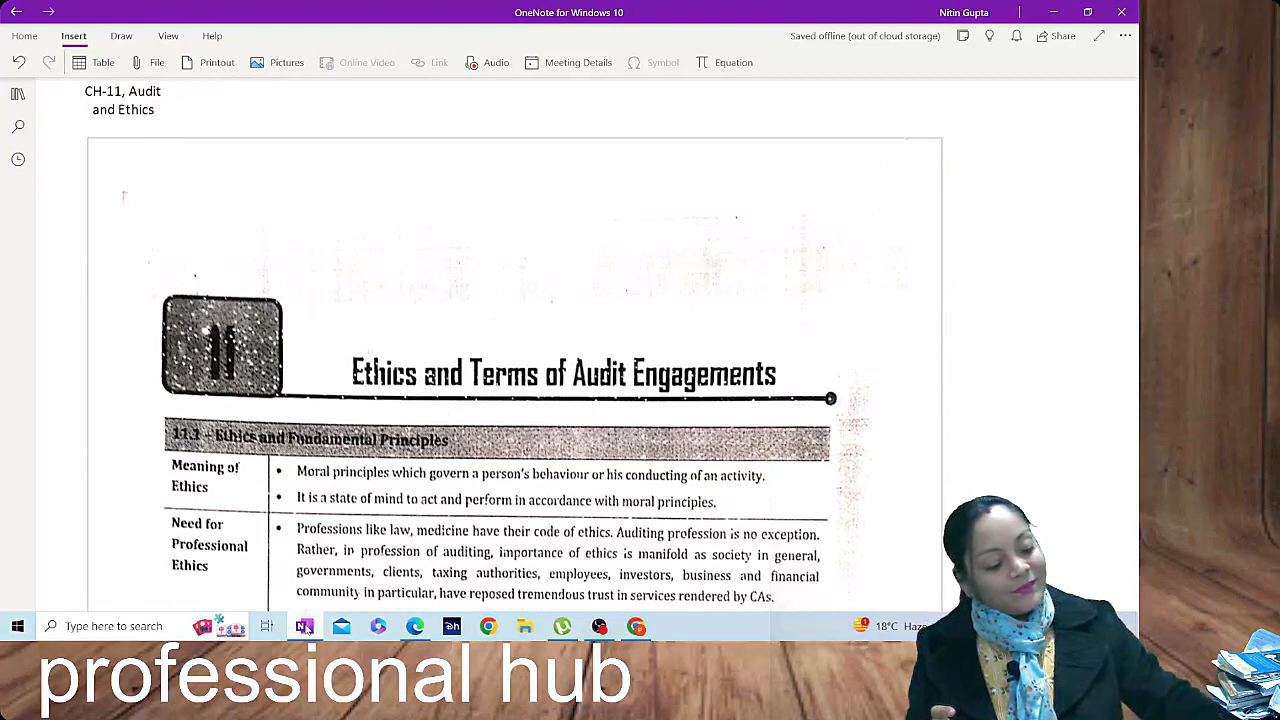 OneNote for Windows 10
Nitin Gupta
Home Insert Draw View Help
Saved offline (out of cloud storage)
Share
Table File Printout Pictures Online Video Link Audio Meeting Details Symbol Equation
CH-11, Audit
and Ethics
11
Ethics and Terms of Audit Engagements
11.1 – Ethics and Fundamental Principles
Meaning of
Ethics
• Moral principles which govern a person's behaviour or his conducting of an activity.
• It is a state of mind to act and perform in accordance with moral principles.
Need for
Professional
Ethics
• Professions like law, medicine have their code of ethics. Auditing profession is no exception.
Rather, in profession of auditing, importance of ethics is manifold as society in general,
governments, clients, taxing authorities, employees, investors, business and financial
community in particular, have reposed tremendous trust in services rendered by CAs.
Type here to search
18°C
professional hub